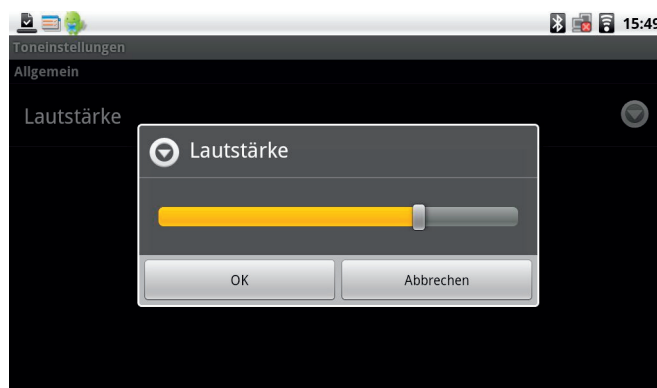 15:49
Toneinstellungen
Allgemein
Lautstärke
Lautstärke
OK
Abbrechen